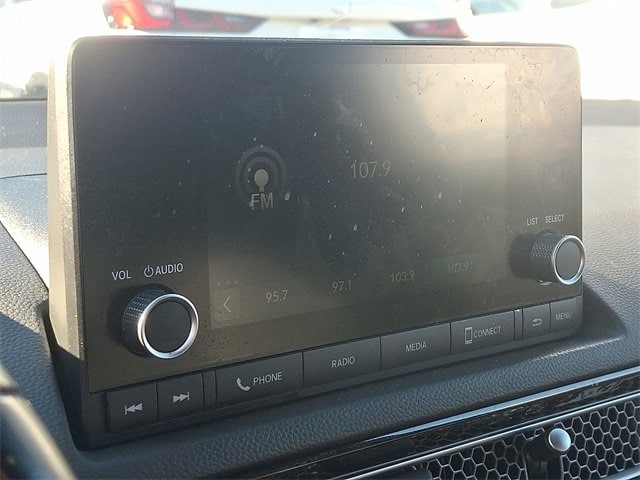 107.9
FM
LIST SELECT
VOL AUDIO
95.7 97.1 103.9 107.9
PHONE RADIO MEDIA CONNECT MENU